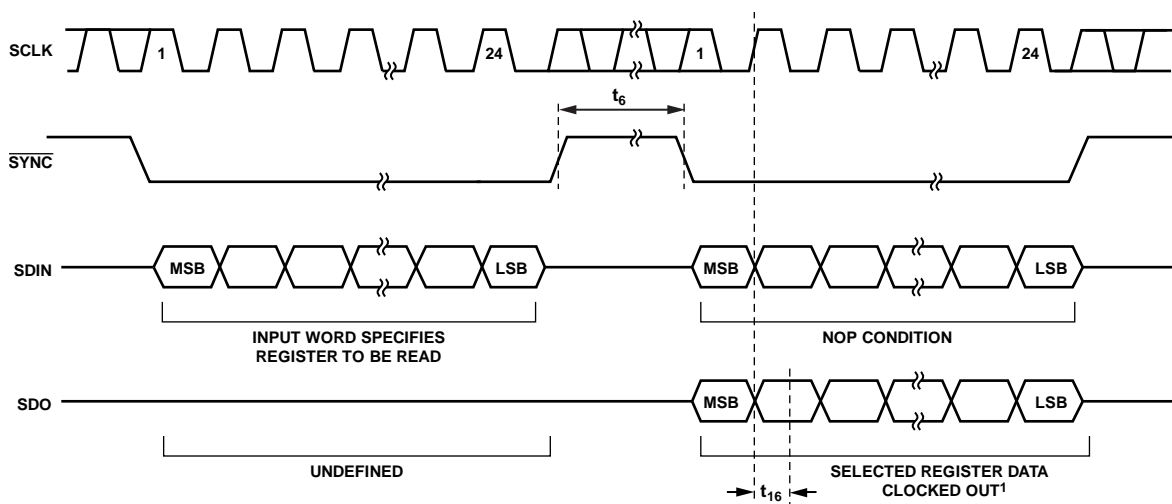 SCLK
1
24
1
24
t6
SYNC
SDIN
MSB
LSB
MSB
LSB
INPUT WORD SPECIFIES
REGISTER TO BE READ
NOP CONDITION
SDO
MSB
LSB
UNDEFINED
SELECTED REGISTER DATA
CLOCKED OUT1
t16